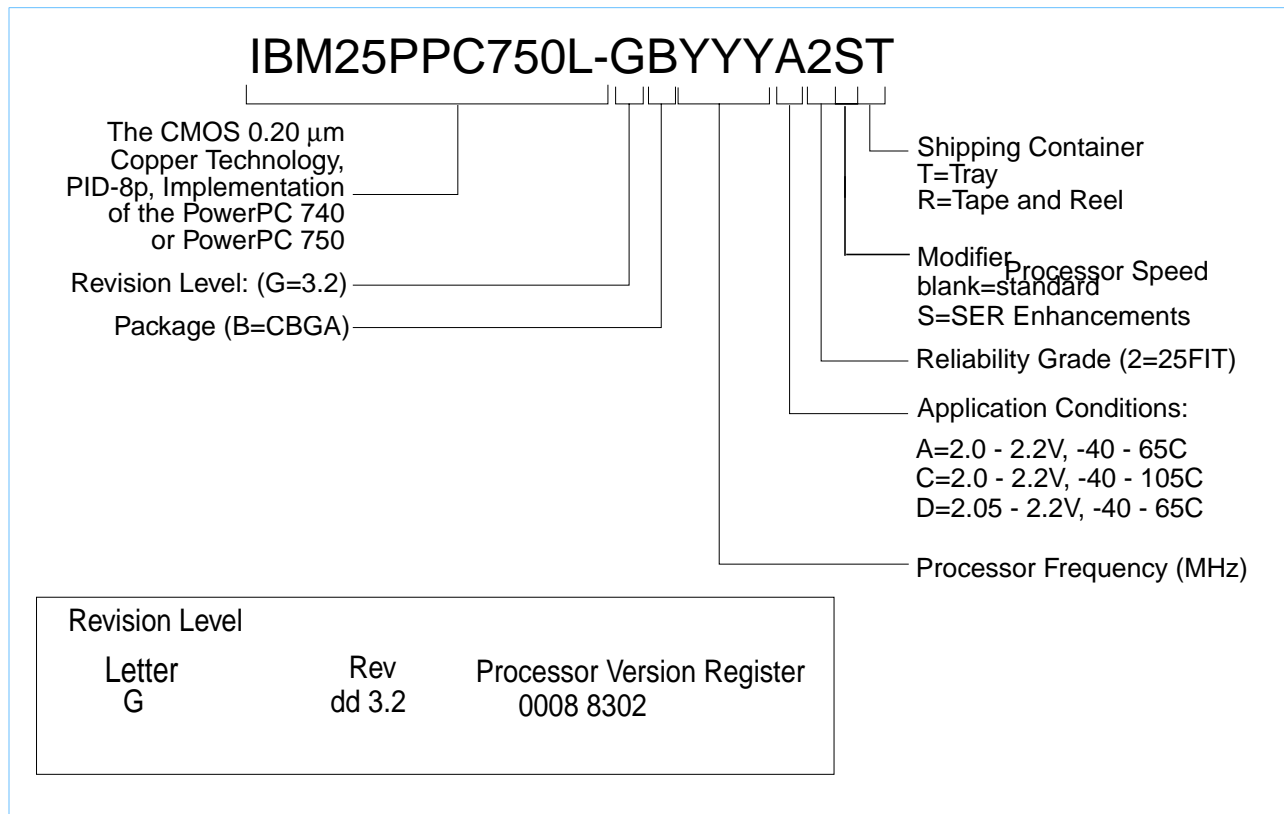 IBM25PPC750L-GBYYYA2ST
The CMOS 0.20 μm
Copper Technology,
PID-8p, Implementation
of the PowerPC 740
or PowerPC 750
Revision Level: (G=3.2)
Package (B=CBGA)
Shipping Container
T=Tray
R=Tape and Reel
Modifier
Processor Speed
blank=standard
S=SER Enhancements
Reliability Grade (2=25FIT)
Application Conditions:
A=2.0 - 2.2V, -40 - 65C
C=2.0 - 2.2V, -40 - 105C
D=2.05 - 2.2V, -40 - 65C
Processor Frequency (MHz)
Revision Level
Letter Rev Processor Version Register
G dd 3.2 0008 8302